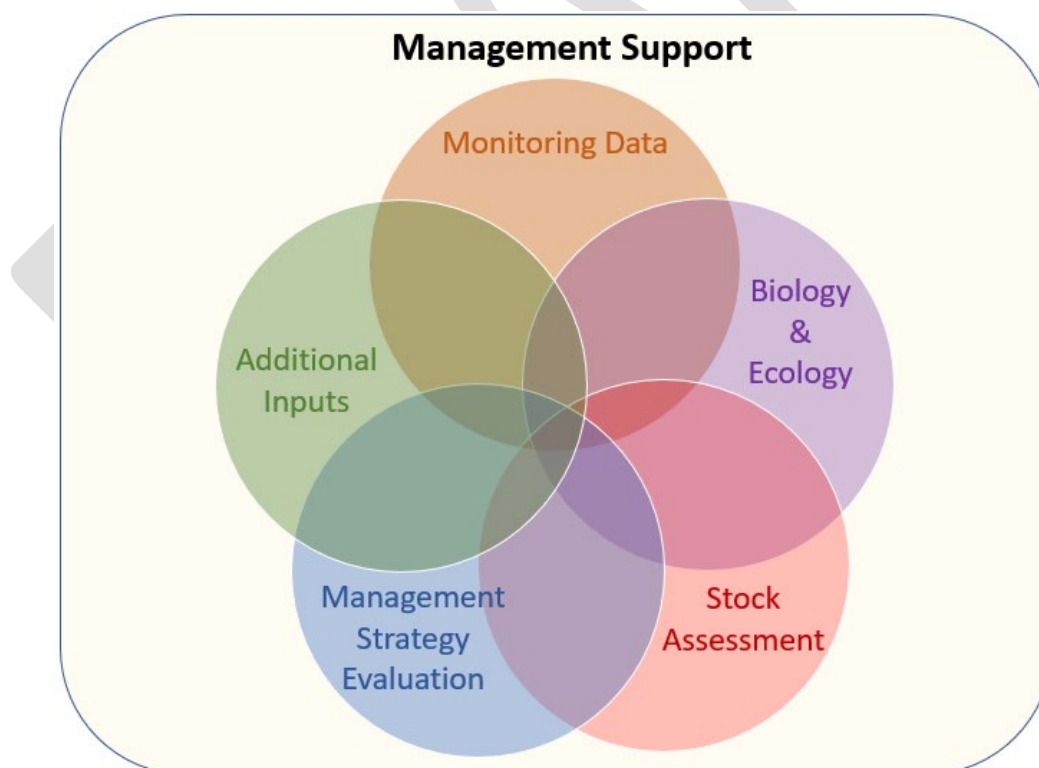 Management Support
Monitoring Data
Biology
&
Ecology
Additional
Inputs
Management
Strategy
Evaluation
Stock
Assessment